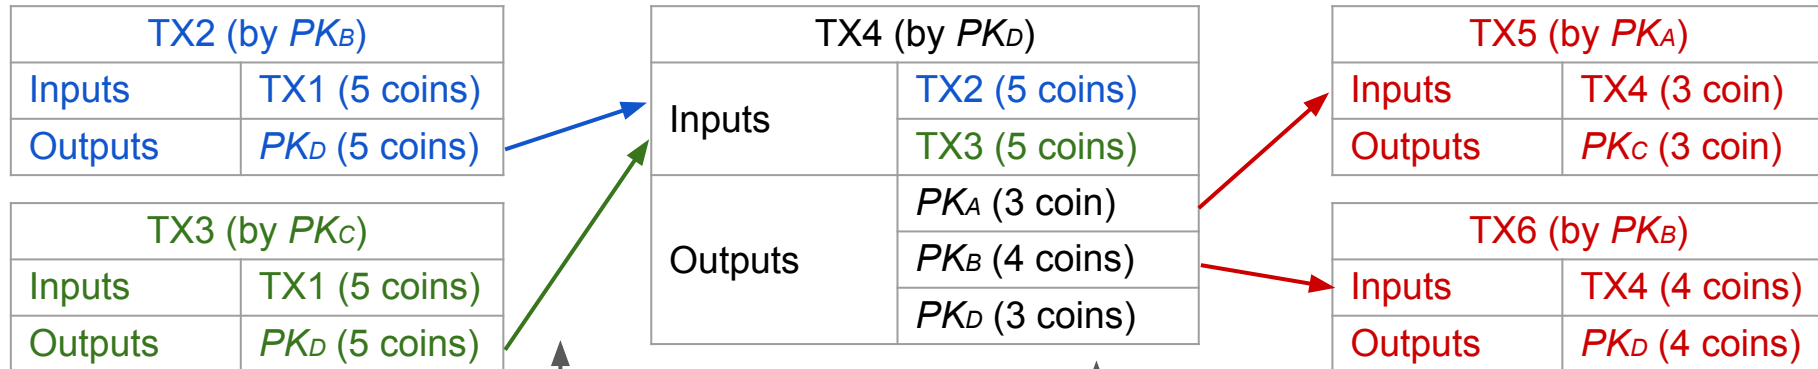 TX2 (by PKB)
Inputs TX1 (5 coins)
Outputs PKD (5 coins)
TX3 (by PKC)
Inputs TX1 (5 coins)
Outputs PKD (5 coins)
TX4 (by PKD)
Inputs TX2 (5 coins)
TX3 (5 coins)
Outputs PKA (3 coin)
PKB (4 coins)
PKD (3 coins)
TX5 (by PKA)
Inputs TX4 (3 coin)
Outputs PKC (3 coin)
TX6 (by PKB)
Inputs TX4 (4 coins)
Outputs PKD (4 coins)